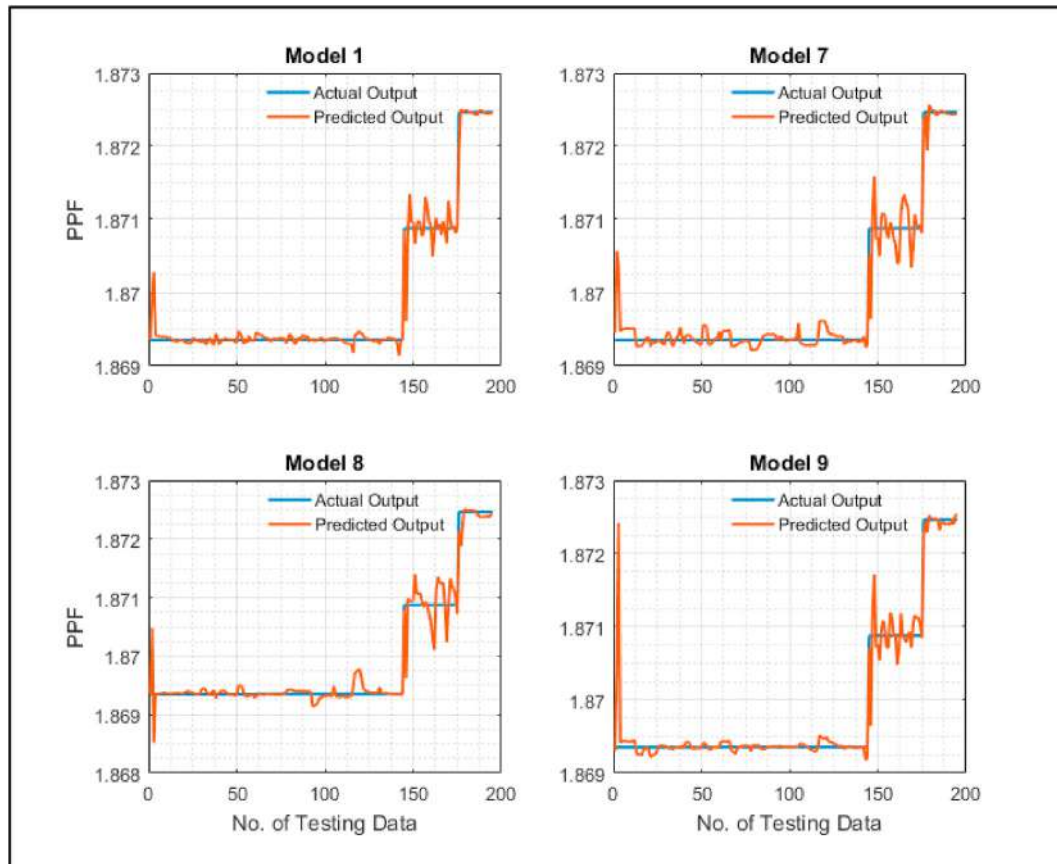 Model 1
1.873
1.872
1.871
1.87
1.869
PPF
Actual Output
Predicted Output
0
50
100
150
200
Model 7
1.873
1.872
1.871
1.87
1.869
Actual Output
Predicted Output
0
50
100
150
200
Model 8
1.873
1.872
1.871
1.87
1.869
1.868
PPF
Actual Output
Predicted Output
0
50
100
150
200
No. of Testing Data
Model 9
1.873
1.872
1.871
1.87
1.869
Actual Output
Predicted Output
0
50
100
150
200
No. of Testing Data